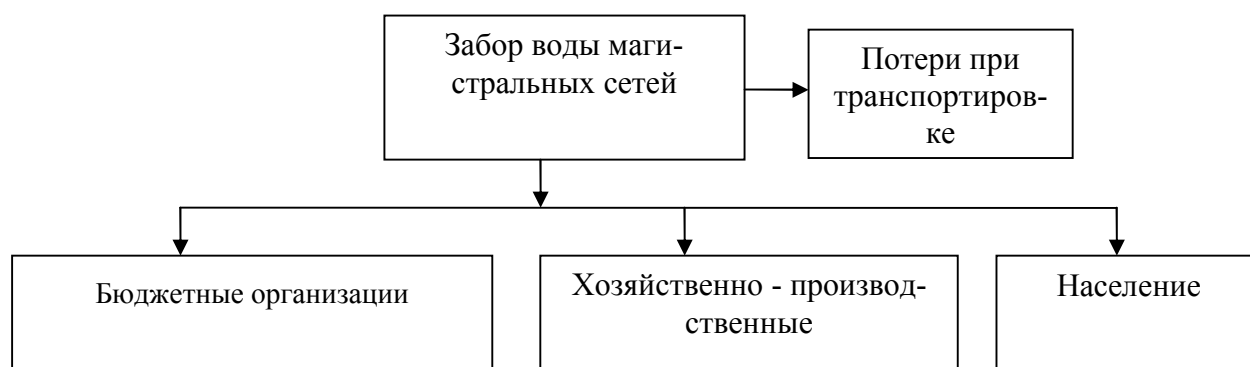 Забор воды маги-
стральных сетей
Потери при
транспортиров-
ке
Бюджетные организации
Хозяйственно - производ-
ственные
Население